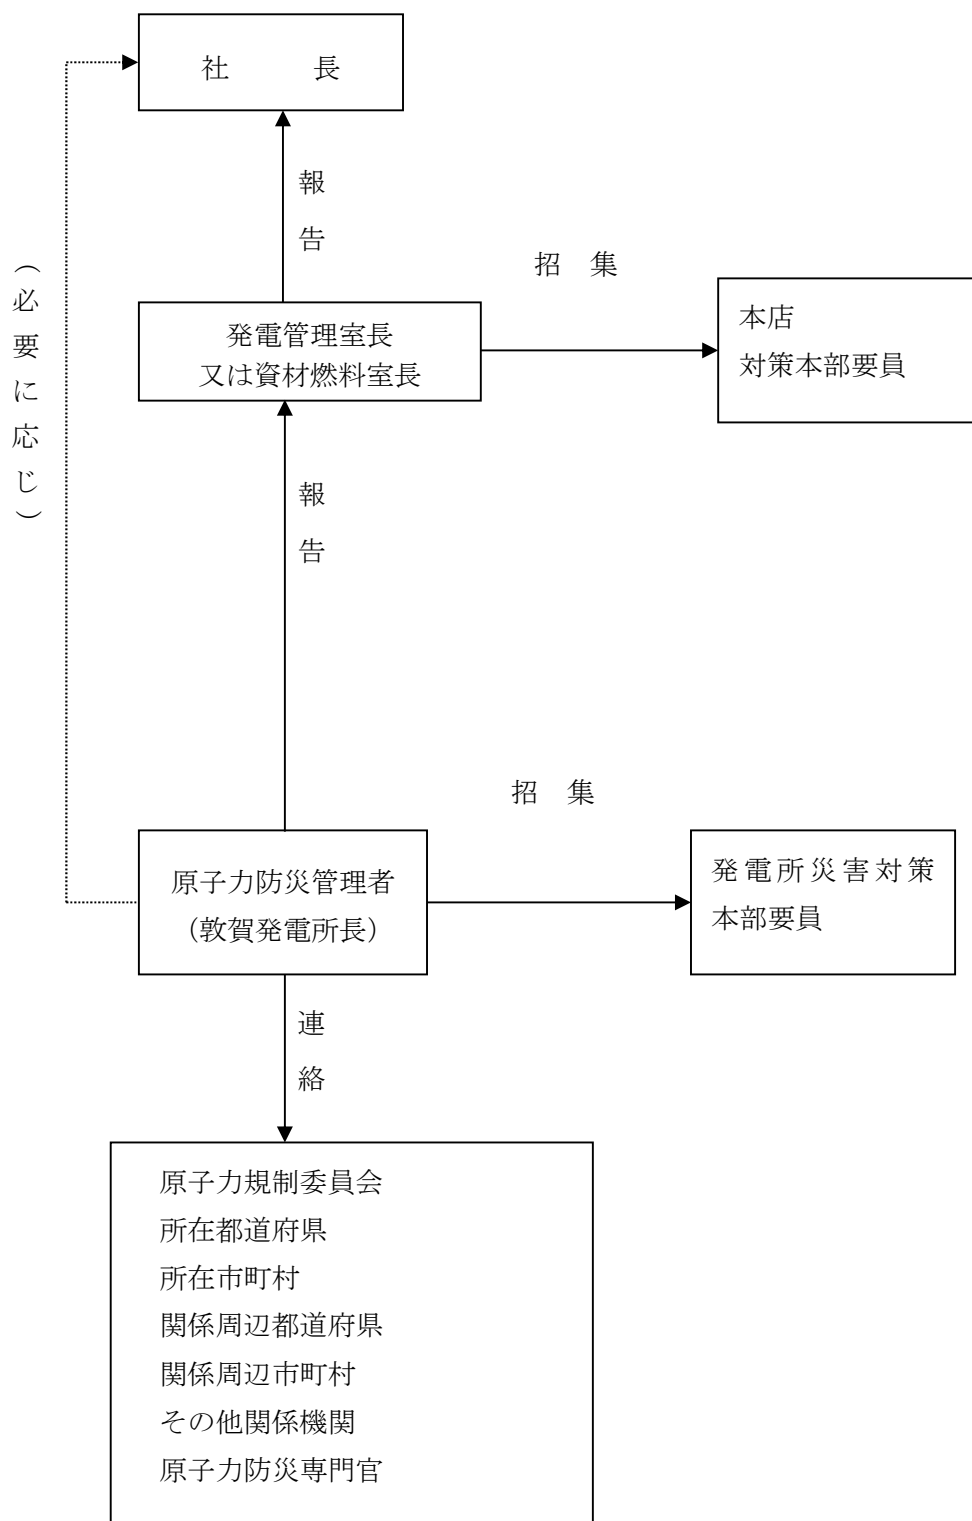 社　　　長
報告
（必要に応じ）
招　集
発電管理室長
又は資材燃料室長
本店
対策本部要員
報告
招　集
原子力防災管理者
（敦賀発電所長）
発電所災害対策
本部要員
連絡
原子力規制委員会
所在都道府県
所在市町村
関係周辺都道府県
関係周辺市町村
その他関係機関
原子力防災専門官